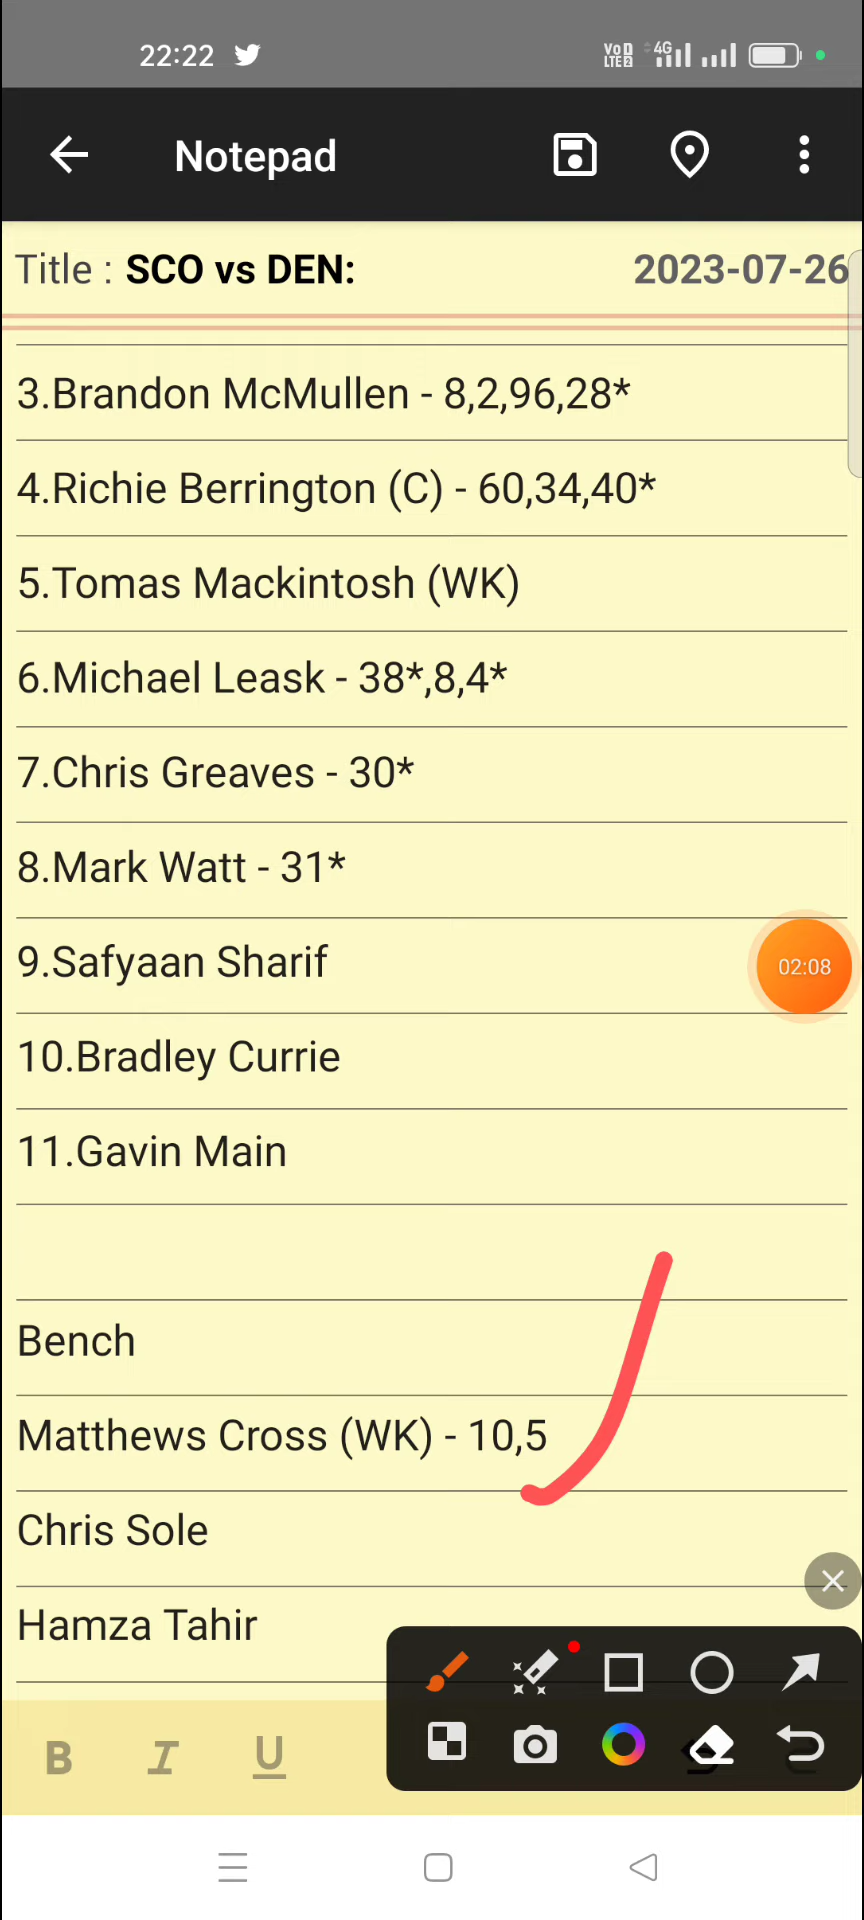 22:22
VoD LTE2 4G
Notepad
Title : SCO vs DEN: 2023-07-26
3.Brandon McMullen - 8,2,96,28*
4.Richie Berrington (C) - 60,34,40*
5.Tomas Mackintosh (WK)
6.Michael Leask - 38*,8,4*
7.Chris Greaves - 30*
8.Mark Watt - 31*
9.Safyaan Sharif
02:08
10.Bradley Currie
11.Gavin Main
Bench
Matthews Cross (WK) - 10,5
Chris Sole
Hamza Tahir
B I U